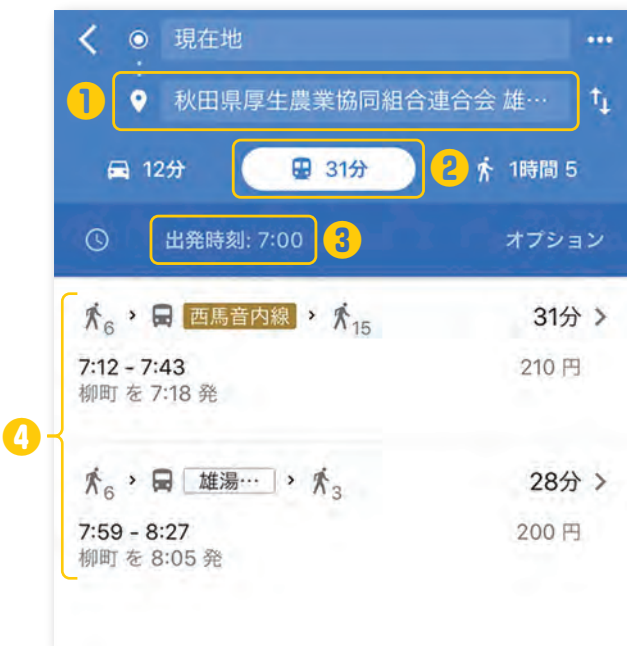 現在地
1 秋田県厚生農業協同組合連合会 雄…
12分 31分 2 1時間 5
出発時刻: 7:00 3 オプション
6 西馬音内線 15 31分
7:12 - 7:43 210 円
柳町 を 7:18 発
4
6 雄湯… 3 28分
7:59 - 8:27 200 円
柳町 を 8:05 発